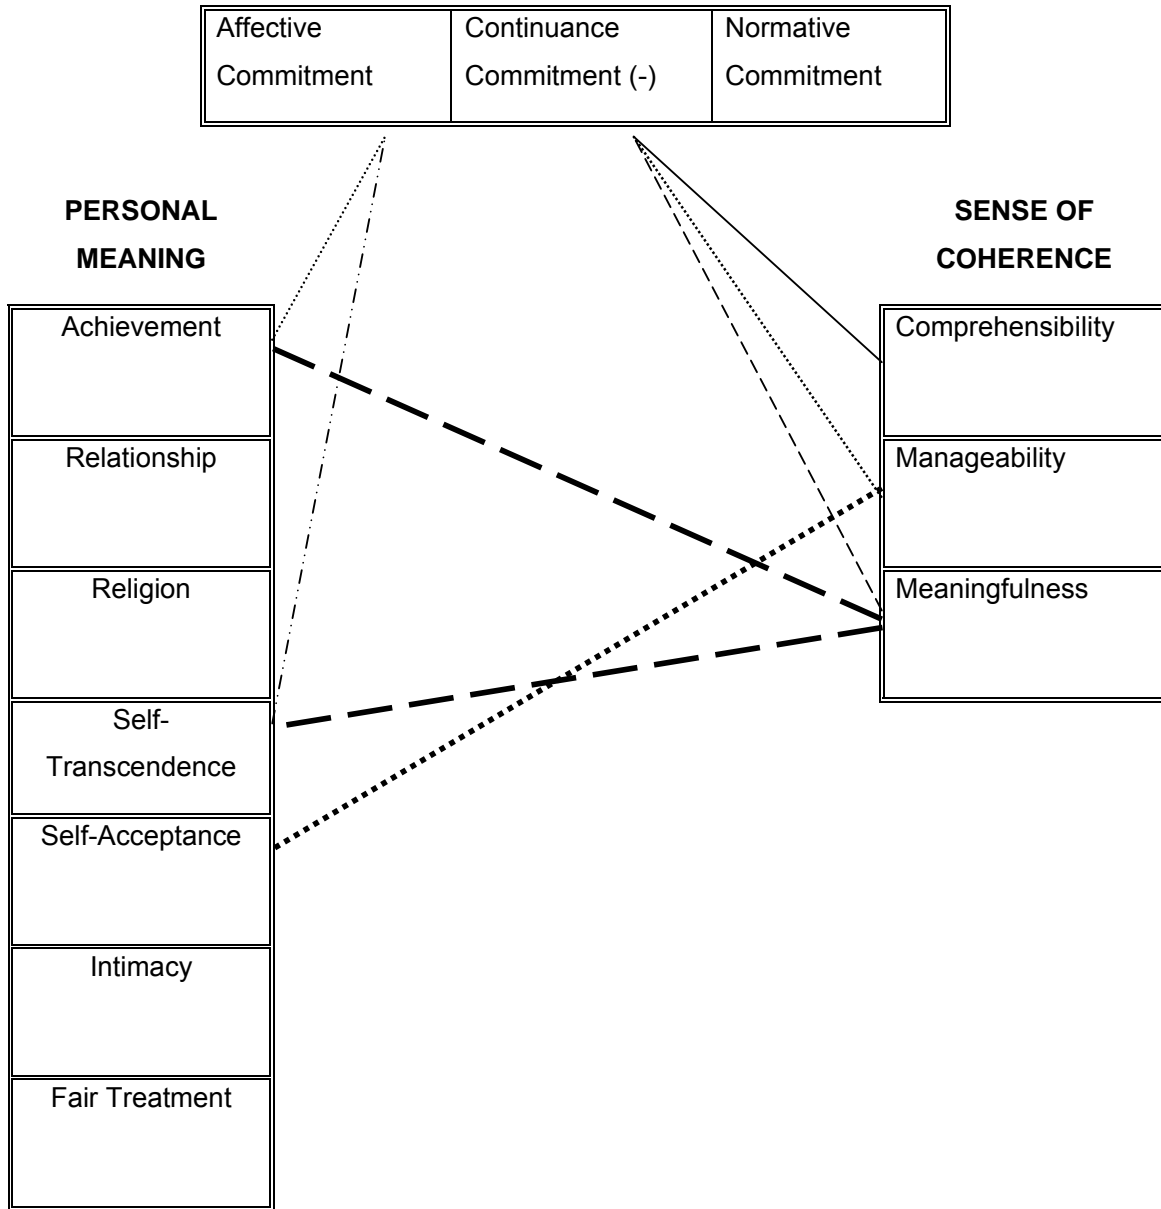 Affective
Commitment
Continuance
Commitment (-)
Normative
Commitment
PERSONAL
MEANING
SENSE OF
COHERENCE
Achievement
Relationship
Religion
Self-
Transcendence
Self-Acceptance
Intimacy
Fair Treatment
Comprehensibility
Manageability
Meaningfulness